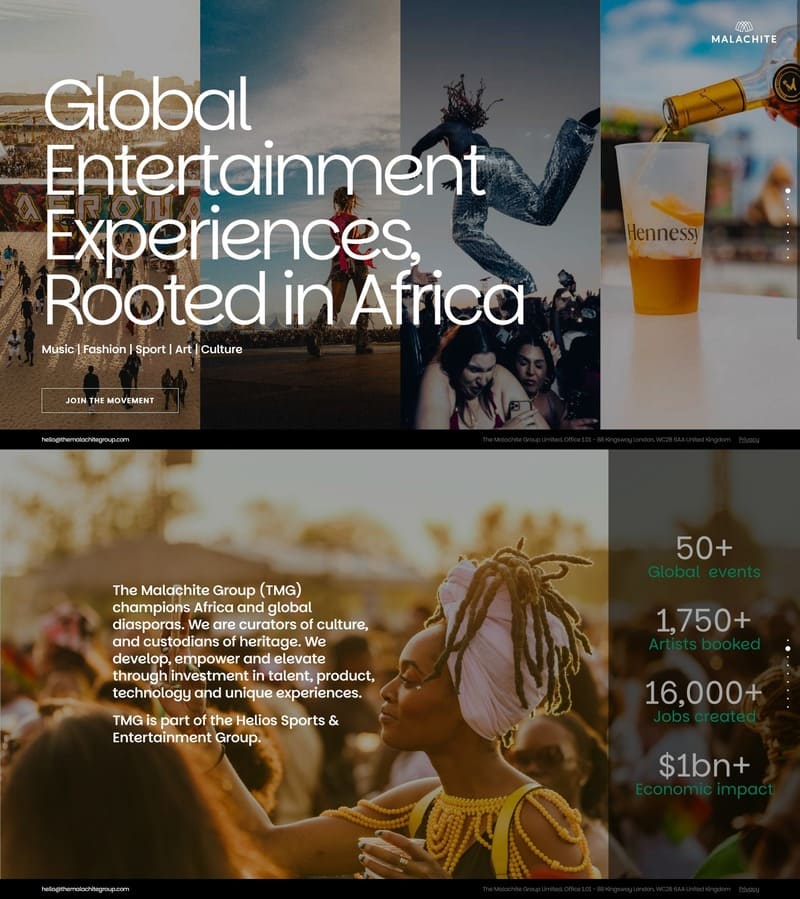 MALACHITE
Global
Entertainment
Experiences,
Rooted in Africa
Music | Fashion | Sport | Art | Culture
JOIN THE MOVEMENT
AFRONA
Hennessy
hello@themalachitegroup.com
The Malachite Group Limited, Office 1.01 - 88 Kingsway London, WC2B 6AA United Kingdom Privacy
The Malachite Group (TMG)
champions Africa and global
diasporas. We are curators of culture,
and custodians of heritage. We
develop, empower and elevate
through investment in talent, product,
technology and unique experiences.
TMG is part of the Helios Sports &
Entertainment Group.
50+
Global events
1,750+
Artists booked
16,000+
Jobs created
$1bn+
Economic impact
hello@themalachitegroup.com
The Malachite Group Limited, Office 1.01 - 88 Kingsway London, WC2B 6AA United Kingdom Privacy